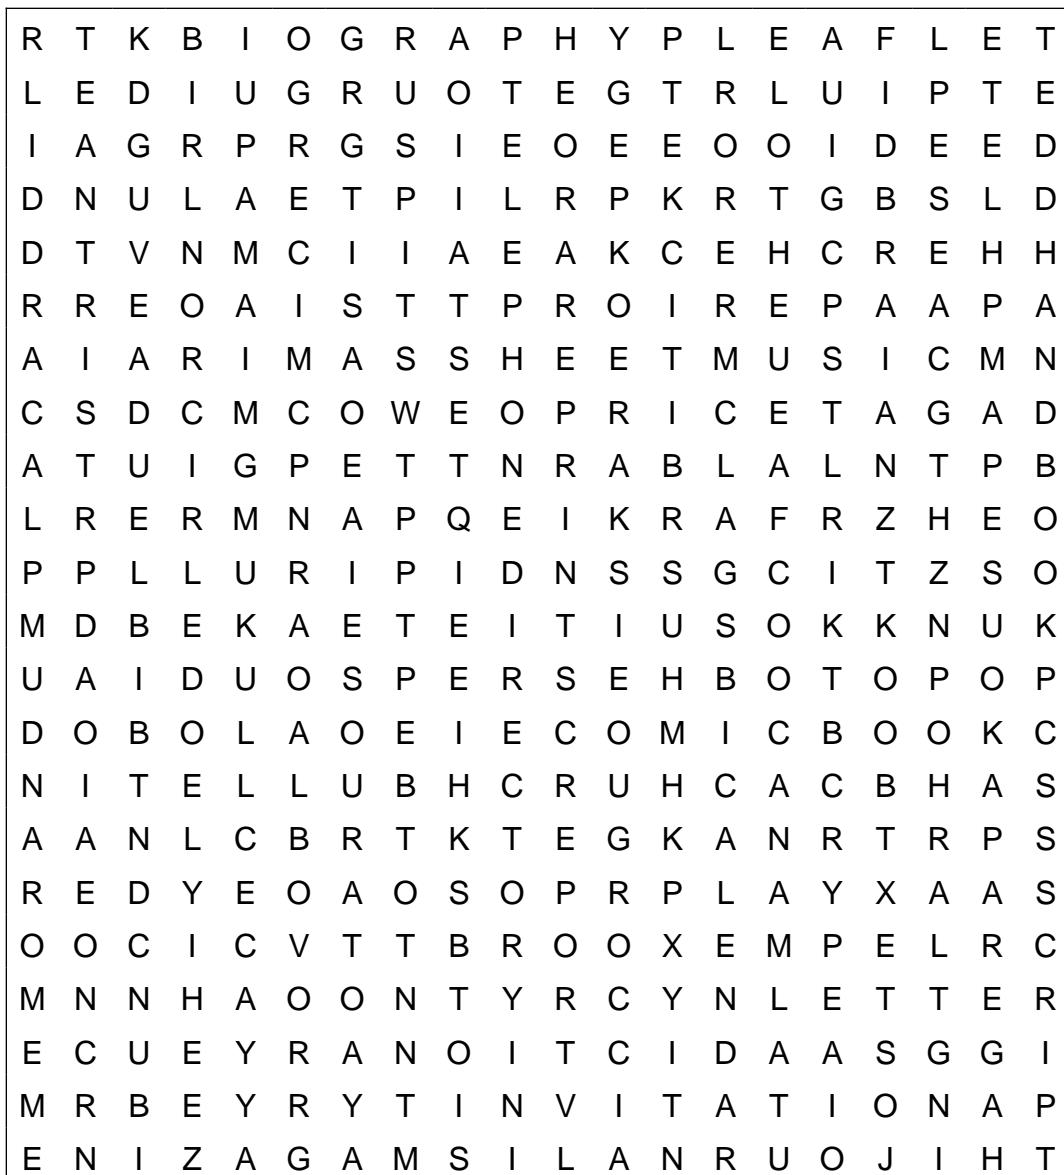 R T K B I O G R A P H Y P L E A F L E T
L E D I U G R U O T E G T R L U I P T E
I A G R P R G S I E O E E O O I D E E D
D N U L A E T P I L R P K R T G B S L D
D T V N M C I I A E A K C E H C R E H H
R R E O A I S T T P R O I R E P A A P A
A I A R I M A S S H E E T M U S I C M N
C S D C M C O W E O P R I C E T A G A D
A T U I G P E T T N R A B L A L N T P B
L R E R M N A P Q E I K R A F R Z H E O
P P L L U R I P I D N S S G C I T Z S O
M D B E K A E T E I T I U S O K K N U K
U A I D U O S P E R S E H B O T O P O P
D O B O L A O E I E C O M I C B O O K C
N I T E L L U B H C R U H C A C B H A S
A A N L C B R T K T E G K A N R T R P S
R E D Y E O A O S O P R P L A Y X A A S
O O C I C V T T B R O O X E M P E L R C
M N N H A O O N T Y R C Y N L E T T E R
E C U E Y R A N O I T C I D A A S G G I
M R B E Y R Y T I N V I T A T I O N A P
E N I Z A G A M S I L A N R U O J I H T